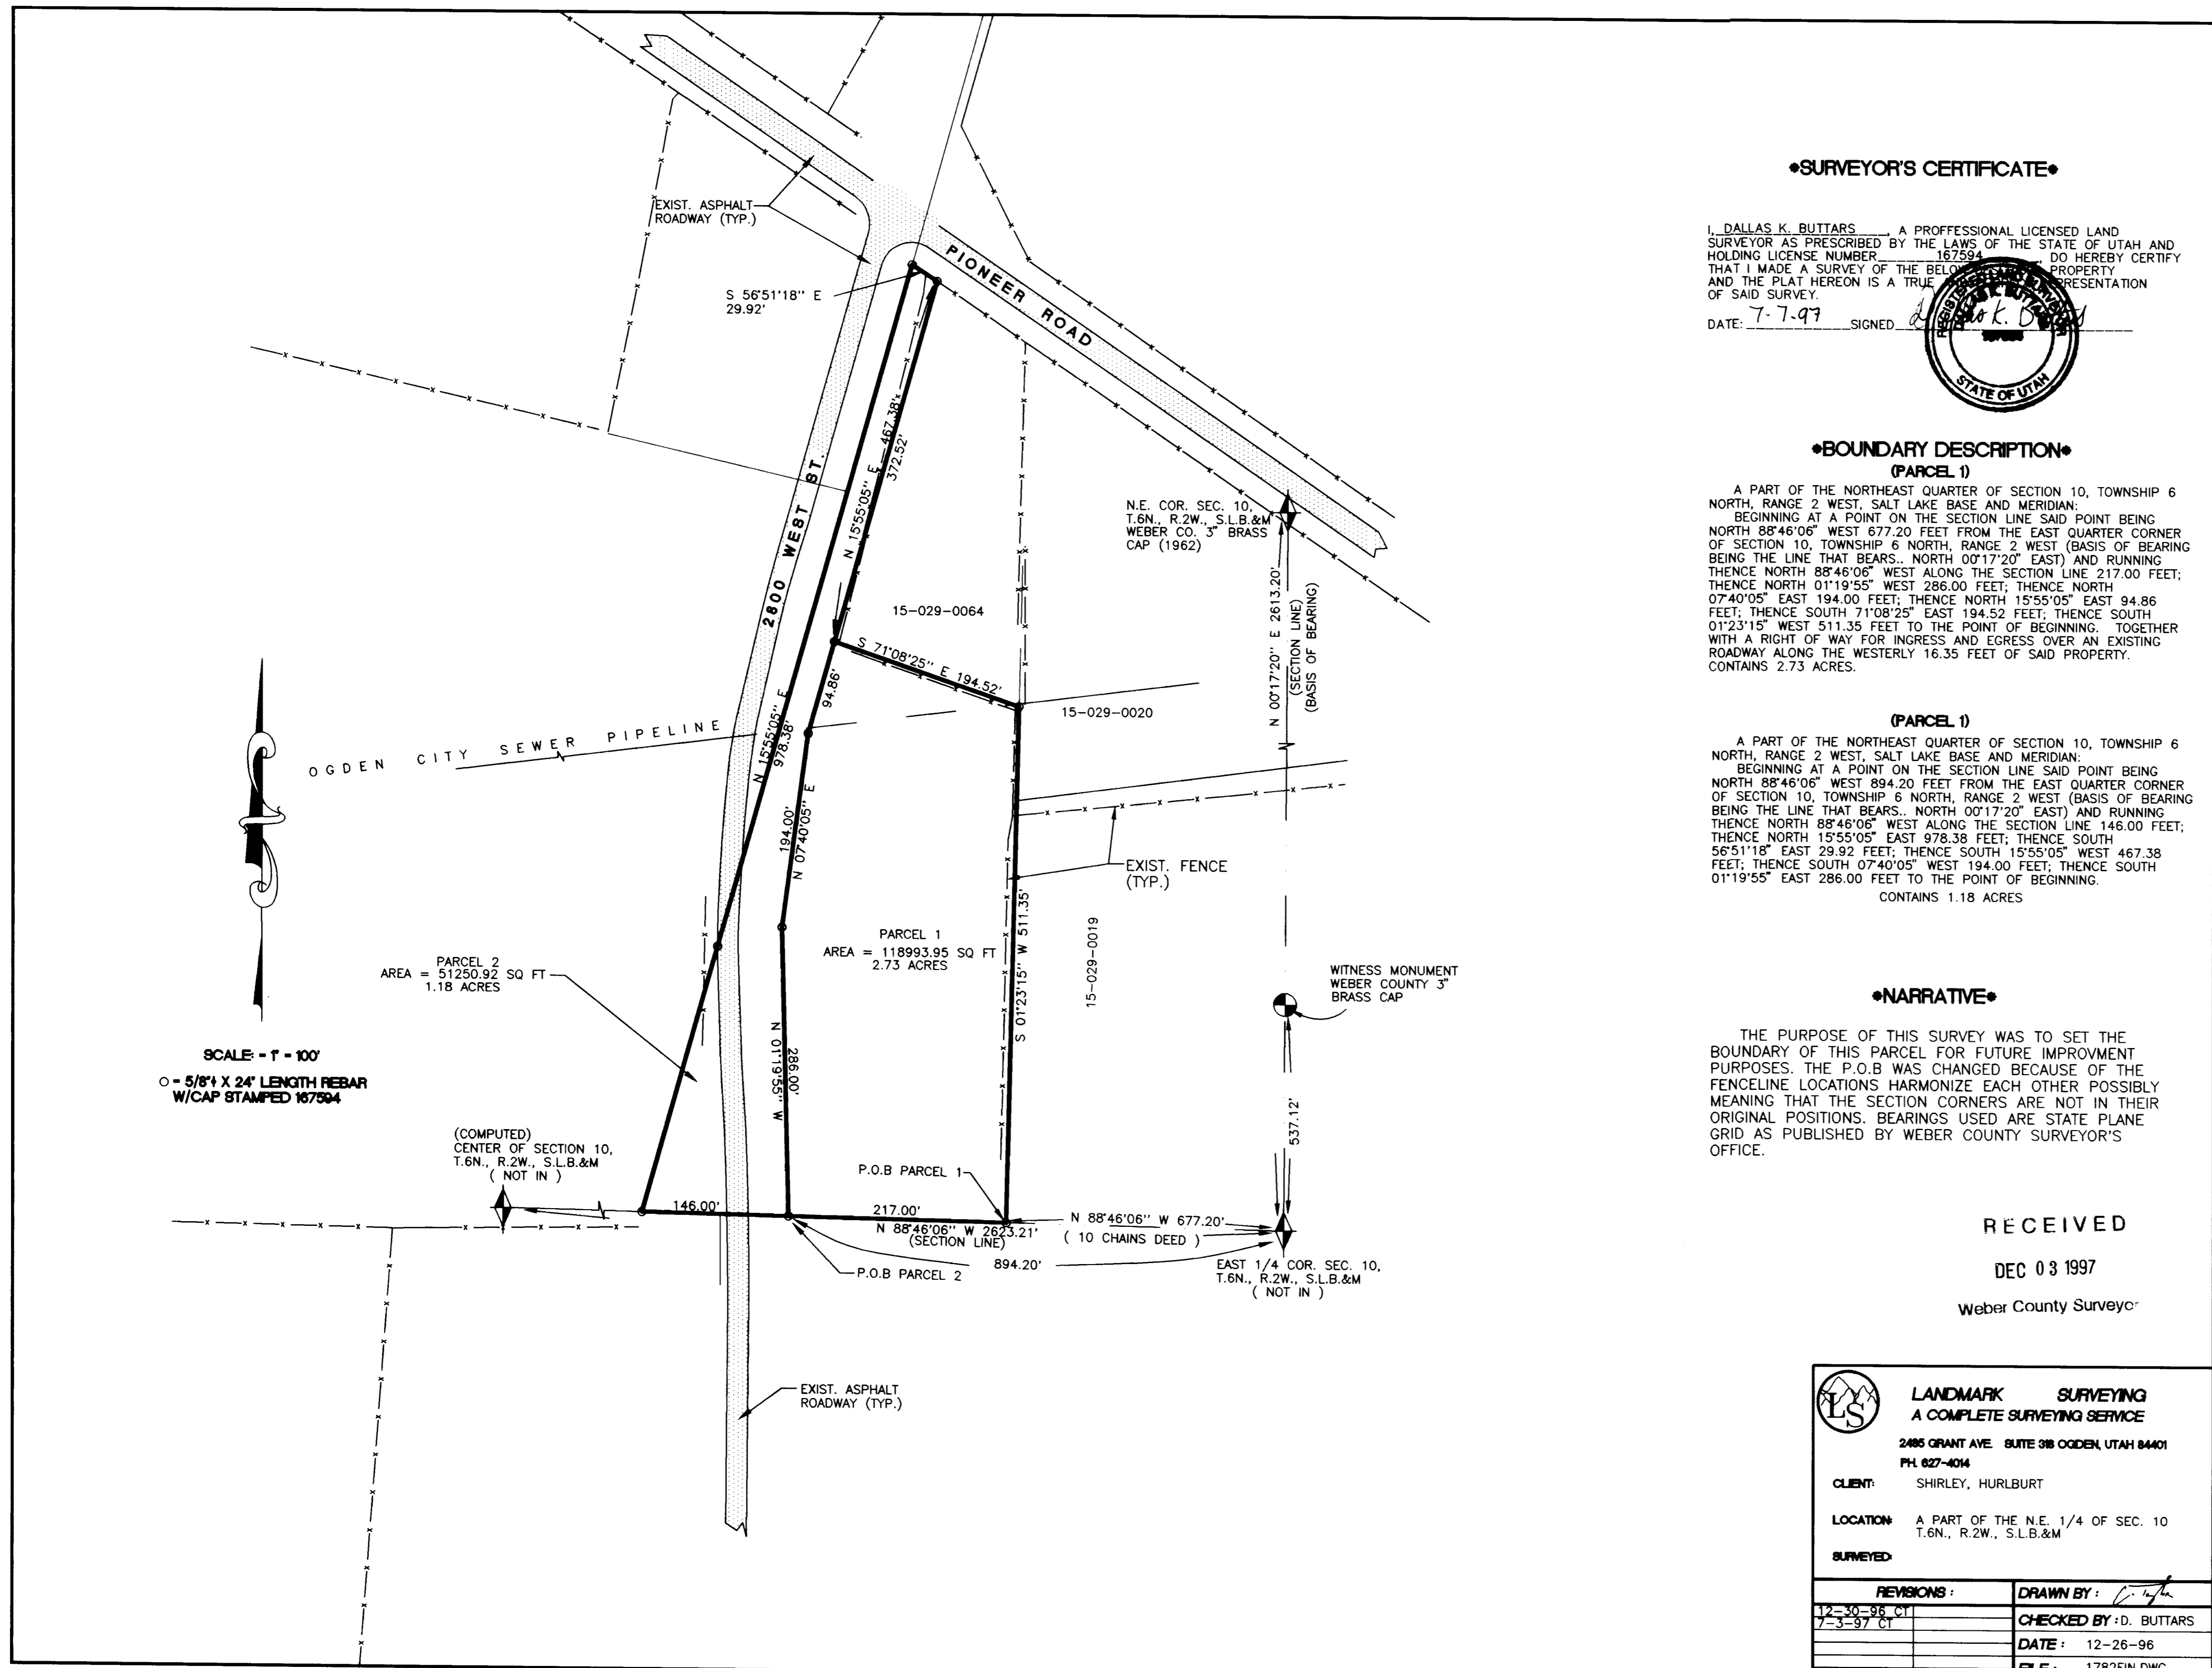 EXIST. ASPHALT
ROADWAY (TYP.)
S 56°51'18'' E
29.92'
PIONEER ROAD
2800 WEST ST.
N 15°55'05'' E 467.38'
372.52'
N.E. COR. SEC. 10,
T.6N., R.2W., S.L.B.&M
WEBER CO. 3" BRASS
CAP (1962)
N 00°17'20'' E 2613.20'
(SECTION LINE)
(BASIS OF BEARING)
15-029-0064
S 71°08'25'' E 194.52'
15-029-0020
94.86'
N 15°55'05'' E
978.38'
OGDEN CITY SEWER PIPELINE
194.00'
N 07°40'05'' E
EXIST. FENCE
(TYP.)
S 01°23'15'' W 511.35'
15-029-0019
PARCEL 1
AREA = 118993.95 SQ FT
2.73 ACRES
PARCEL 2
AREA = 51250.92 SQ FT
1.18 ACRES
WITNESS MONUMENT
WEBER COUNTY 3"
BRASS CAP
286.00'
N 01°19'55'' W
537.12'
SCALE: = 1" = 100'
O = 5/8"∮ X 24" LENGTH REBAR
W/CAP STAMPED 167594
(COMPUTED)
CENTER OF SECTION 10,
T.6N., R.2W., S.L.B.&M
( NOT IN )
P.O.B PARCEL 1
146.00'
217.00'
N 88°46'06'' W 2623.21'
(SECTION LINE)
N 88°46'06'' W 677.20'
( 10 CHAINS DEED )
894.20'
P.O.B PARCEL 2
EAST 1/4 COR. SEC. 10,
T.6N., R.2W., S.L.B.&M
( NOT IN )
EXIST. ASPHALT
ROADWAY (TYP.)
*SURVEYOR'S CERTIFICATE*
I, DALLAS K. BUTTARS, A PROFFESSIONAL LICENSED LAND
SURVEYOR AS PRESCRIBED BY THE LAWS OF THE STATE OF UTAH AND
HOLDING LICENSE NUMBER 167594, DO HEREBY CERTIFY
THAT I MADE A SURVEY OF THE BELOW PROPERTY
AND THE PLAT HEREON IS A TRUE REPRESENTATION
OF SAID SURVEY.
DATE: 7-7-97 SIGNED
REGISTERED LAND SURVEYOR
DALLAS K. BUTTARS
STATE OF UTAH
*BOUNDARY DESCRIPTION*
(PARCEL 1)
A PART OF THE NORTHEAST QUARTER OF SECTION 10, TOWNSHIP 6
NORTH, RANGE 2 WEST, SALT LAKE BASE AND MERIDIAN:
BEGINNING AT A POINT ON THE SECTION LINE SAID POINT BEING
NORTH 88°46'06" WEST 677.20 FEET FROM THE EAST QUARTER CORNER
OF SECTION 10, TOWNSHIP 6 NORTH, RANGE 2 WEST (BASIS OF BEARING
BEING THE LINE THAT BEARS.. NORTH 00°17'20" EAST) AND RUNNING
THENCE NORTH 88°46'06" WEST ALONG THE SECTION LINE 217.00 FEET;
THENCE NORTH 01°19'55" WEST 286.00 FEET; THENCE NORTH
07°40'05" EAST 194.00 FEET; THENCE NORTH 15°55'05" EAST 94.86
FEET; THENCE SOUTH 71°08'25" EAST 194.52 FEET; THENCE SOUTH
01°23'15" WEST 511.35 FEET TO THE POINT OF BEGINNING. TOGETHER
WITH A RIGHT OF WAY FOR INGRESS AND EGRESS OVER AN EXISTING
ROADWAY ALONG THE WESTERLY 16.35 FEET OF SAID PROPERTY.
CONTAINS 2.73 ACRES.
(PARCEL 1)
A PART OF THE NORTHEAST QUARTER OF SECTION 10, TOWNSHIP 6
NORTH, RANGE 2 WEST, SALT LAKE BASE AND MERIDIAN:
BEGINNING AT A POINT ON THE SECTION LINE SAID POINT BEING
NORTH 88°46'06" WEST 894.20 FEET FROM THE EAST QUARTER CORNER
OF SECTION 10, TOWNSHIP 6 NORTH, RANGE 2 WEST (BASIS OF BEARING
BEING THE LINE THAT BEARS.. NORTH 00°17'20" EAST) AND RUNNING
THENCE NORTH 88°46'06" WEST ALONG THE SECTION LINE 146.00 FEET;
THENCE NORTH 15°55'05" EAST 978.38 FEET; THENCE SOUTH
56°51'18" EAST 29.92 FEET; THENCE SOUTH 15°55'05" WEST 467.38
FEET; THENCE SOUTH 07°40'05" WEST 194.00 FEET; THENCE SOUTH
01°19'55" EAST 286.00 FEET TO THE POINT OF BEGINNING.
CONTAINS 1.18 ACRES
*NARRATIVE*
THE PURPOSE OF THIS SURVEY WAS TO SET THE
BOUNDARY OF THIS PARCEL FOR FUTURE IMPROVMENT
PURPOSES. THE P.O.B WAS CHANGED BECAUSE OF THE
FENCELINE LOCATIONS HARMONIZE EACH OTHER POSSIBLY
MEANING THAT THE SECTION CORNERS ARE NOT IN THEIR
ORIGINAL POSITIONS. BEARINGS USED ARE STATE PLANE
GRID AS PUBLISHED BY WEBER COUNTY SURVEYOR'S
OFFICE.
RECEIVED
DEC 03 1997
Weber County Surveyor
LS
LANDMARK SURVEYING
A COMPLETE SURVEYING SERVICE
2485 GRANT AVE. SUITE 318 OGDEN, UTAH 84401
PH. 627-4014
CLIENT: SHIRLEY, HURLBURT
LOCATION: A PART OF THE N.E. 1/4 OF SEC. 10
T.6N., R.2W., S.L.B.&M
SURVEYED:
REVISIONS :
12-30-96 CT
7-3-97 CT
DRAWN BY :
CHECKED BY : D. BUTTARS
DATE : 12-26-96
FILE : 1782FIN.DWG